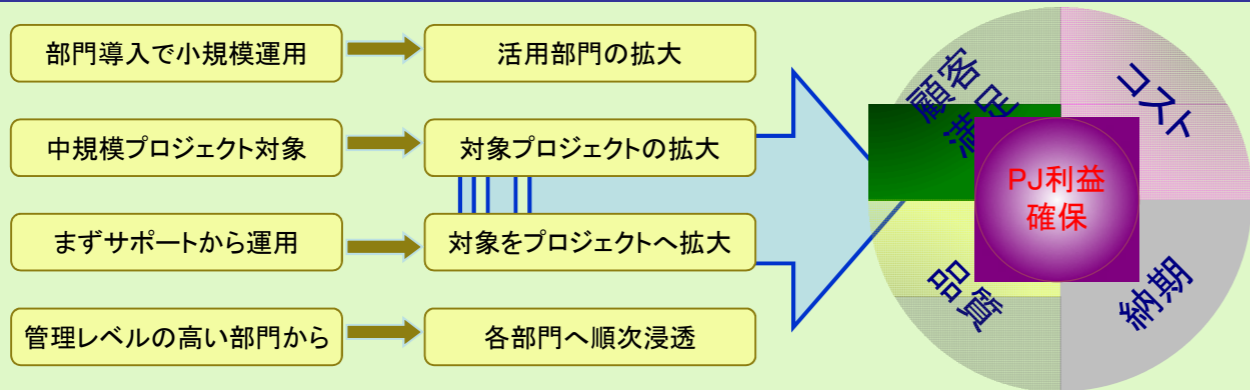 部門導入で小規模運用
活用部門の拡大
中規模プロジェクト対象
対象プロジェクトの拡大
まずサポートから運用
対象をプロジェクトへ拡大
管理レベルの高い部門から
各部門へ順次浸透
顧客
満足
コスト
PJ利益
確保
品質
納期